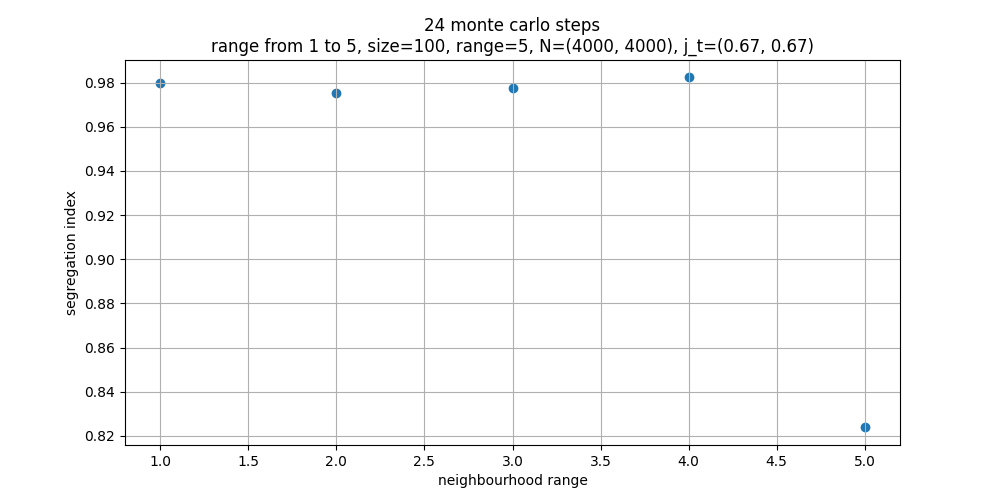 24 monte carlo steps
range from 1 to 5, size=100, range=5, N=(4000, 4000), j_t=(0.67, 0.67)
segregation index
0.98
0.96
0.94
0.92
0.90
0.88
0.86
0.84
0.82
1.0 1.5 2.0 2.5 3.0 3.5 4.0 4.5 5.0
neighbourhood range